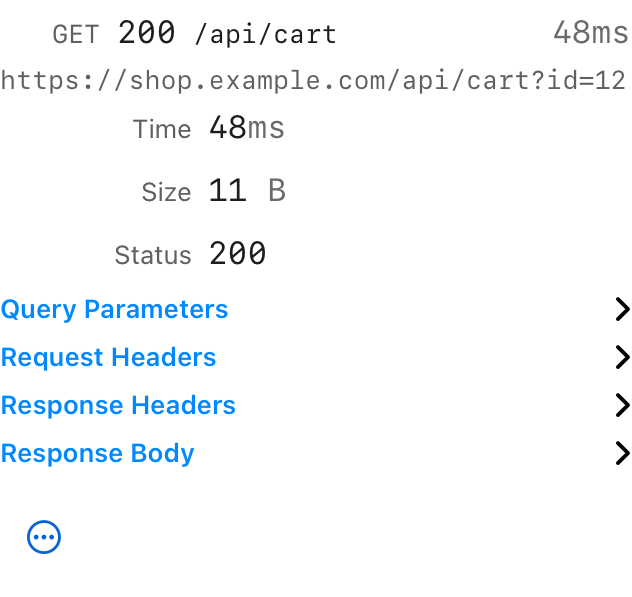 GET 200 /api/cart 48ms
https://shop.example.com/api/cart?id=12
Time 48ms
Size 11 B
Status 200
Query Parameters
Request Headers
Response Headers
Response Body